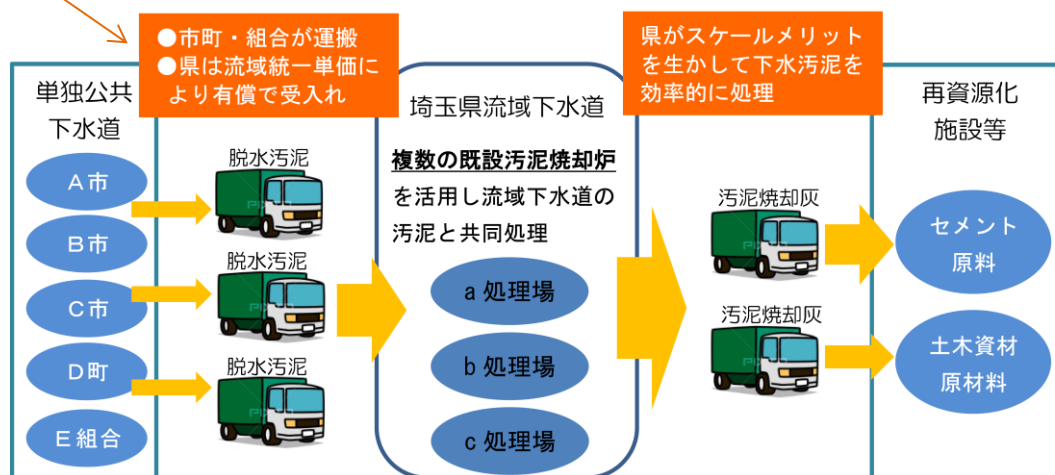 ●市町・組合が運搬
●県は流域統一単価に
より有償で受入れ
県がスケールメリット
を生かして下水汚泥を
効率的に処理
単独公共
下水道
A市
B市
C市
D町
E組合
脱水汚泥
脱水汚泥
脱水汚泥
埼玉県流域下水道
複数の既設汚泥焼却炉
を活用し流域下水道の
汚泥と共同処理
a 処理場
b 処理場
c 処理場
汚泥焼却灰
汚泥焼却灰
再資源化
施設等
セメント
原料
土木資材
原材料